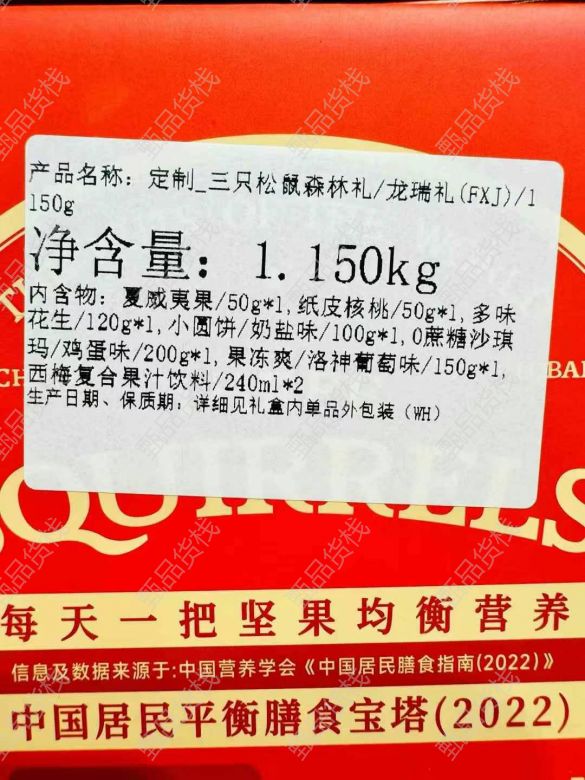 产品名称：定制_三只松鼠森林礼/龙瑞礼(FXJ)/1
150g
净含量：1.150kg
内含物：夏威夷果/50g*1,纸皮核桃/50g*1,多味
花生/120g*1,小圆饼/奶盐味/100g*1,0蔗糖沙琪
玛/鸡蛋味/200g*1,果冻爽/洛神葡萄味/150g*1,
西梅复合果汁饮料/240ml*2
生产日期、保质期：详细见礼盒内单品外包装（WH）
QUIRRELS
每天一把坚果均衡营养
信息及数据来源于:中国营养学会《中国居民膳食指南(2022)》
中国居民平衡膳食宝塔(2022)
甄品货栈